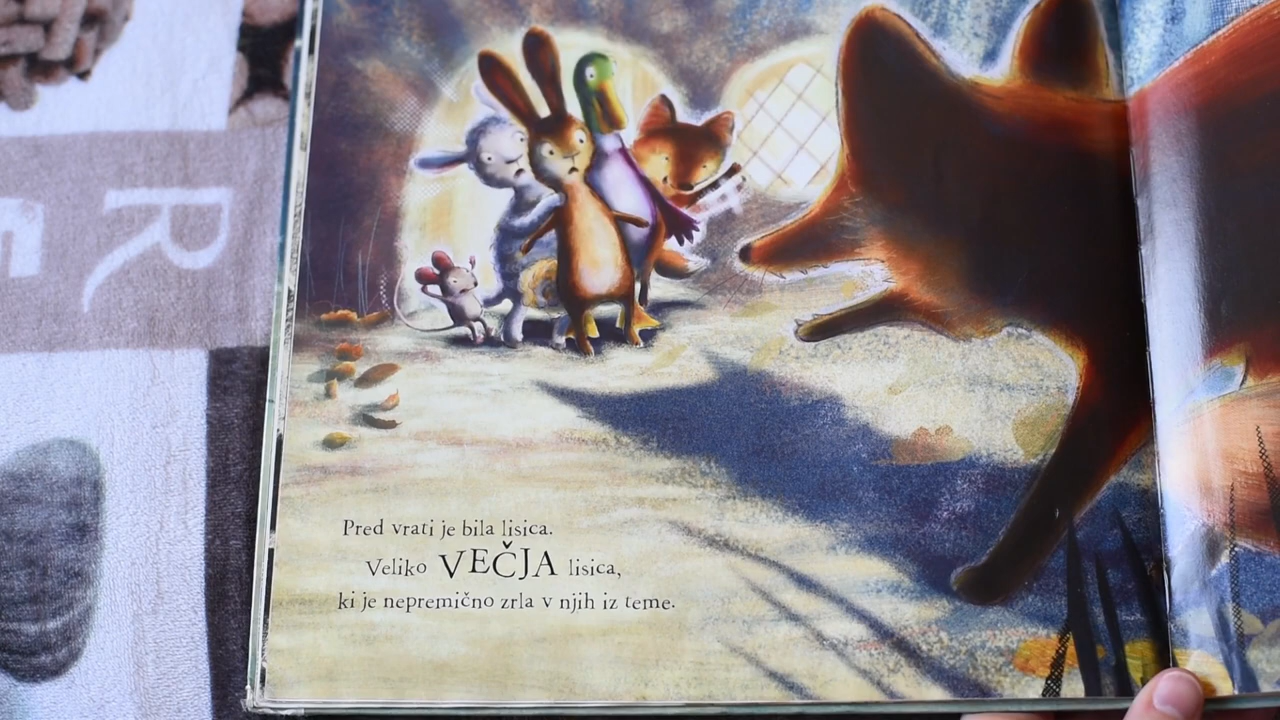 R
Pred vrati je bila lisica.
Veliko VEČJA lisica,
ki je nepremično zrla v njih iz teme.